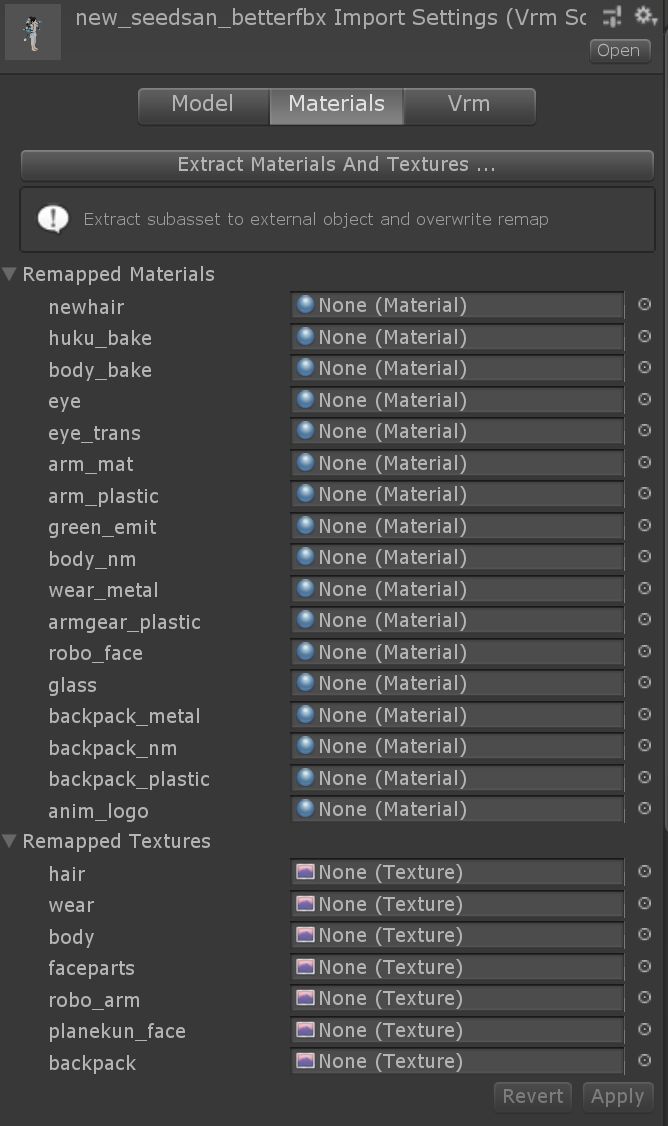 new_seedsan_betterfbx Import Settings (Vrm Sc
Open
Model Materials Vrm
Extract Materials And Textures ...
Extract subasset to external object and overwrite remap
Remapped Materials
newhair None (Material)
huku_bake None (Material)
body_bake None (Material)
eye None (Material)
eye_trans None (Material)
arm_mat None (Material)
arm_plastic None (Material)
green_emit None (Material)
body_nm None (Material)
wear_metal None (Material)
armgear_plastic None (Material)
robo_face None (Material)
glass None (Material)
backpack_metal None (Material)
backpack_nm None (Material)
backpack_plastic None (Material)
anim_logo None (Material)
Remapped Textures
hair None (Texture)
wear None (Texture)
body None (Texture)
faceparts None (Texture)
robo_arm None (Texture)
planekun_face None (Texture)
backpack None (Texture)
Revert Apply